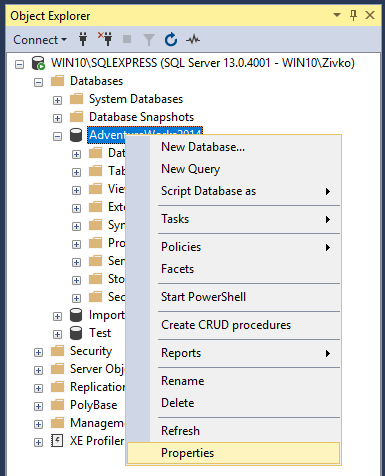 Object Explorer
Connect
WIN10\SQLEXPRESS (SQL Server 13.0.4001 - WIN10\Zivko)
Databases
System Databases
Database Snapshots
AdventureWorks2014
New Database...
New Query
Script Database as
Tasks
Policies
Facets
Start PowerShell
Create CRUD procedures
Reports
Rename
Delete
Refresh
Properties
Dat
Tab
Vie
Exte
Syn
Pro
Ser
Sto
Sec
Import
Test
Security
Server Obj
Replication
PolyBase
Manageme
XE Profiler